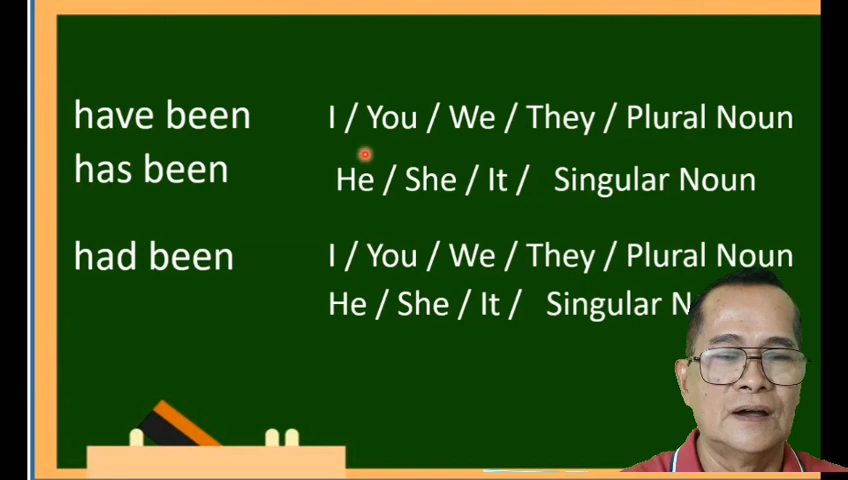 have been I / You / We / They / Plural Noun
has been He / She / It / Singular Noun
had been I / You / We / They / Plural Noun
He / She / It / Singular